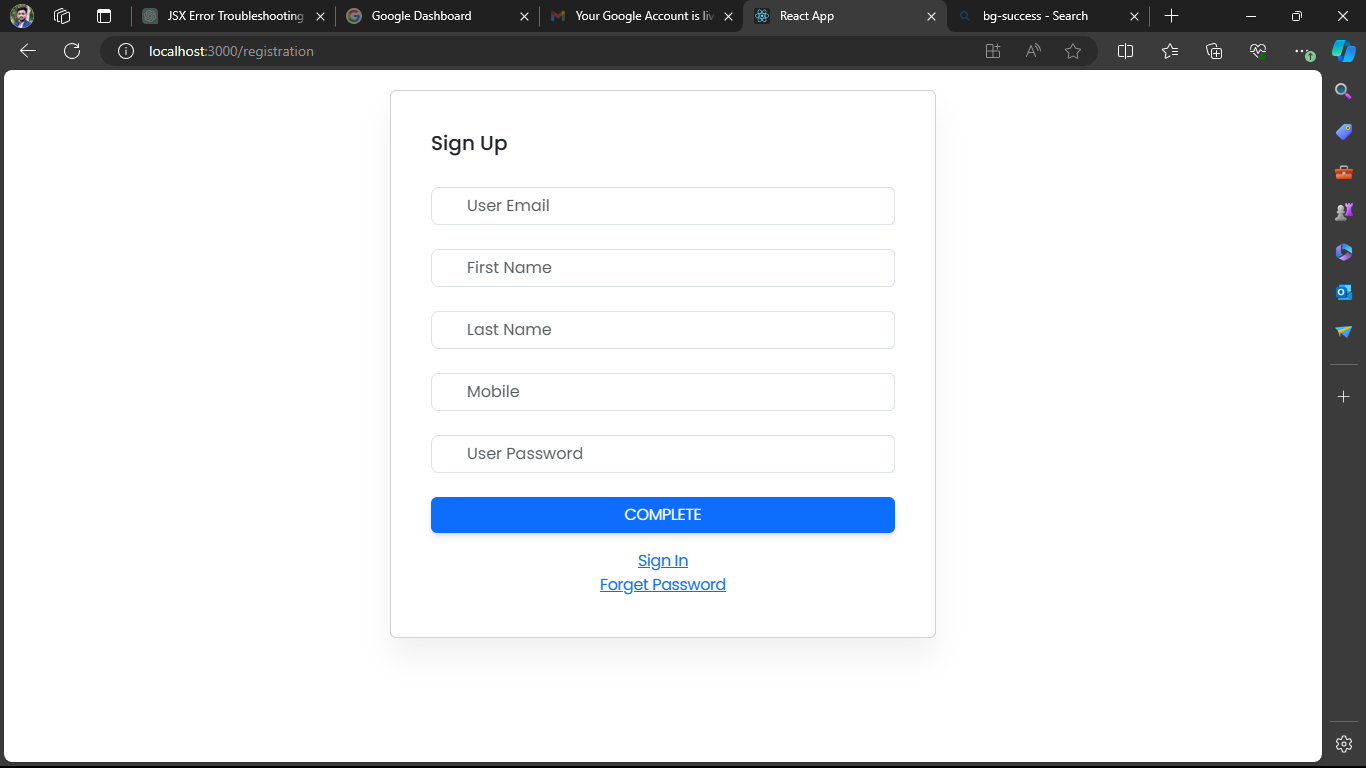 JSX Error Troubleshooting
Google Dashboard
Your Google Account is liv
React App
bg-success - Search
localhost:3000/registration
Sign Up
User Email
First Name
Last Name
Mobile
User Password
COMPLETE
Sign In
Forget Password